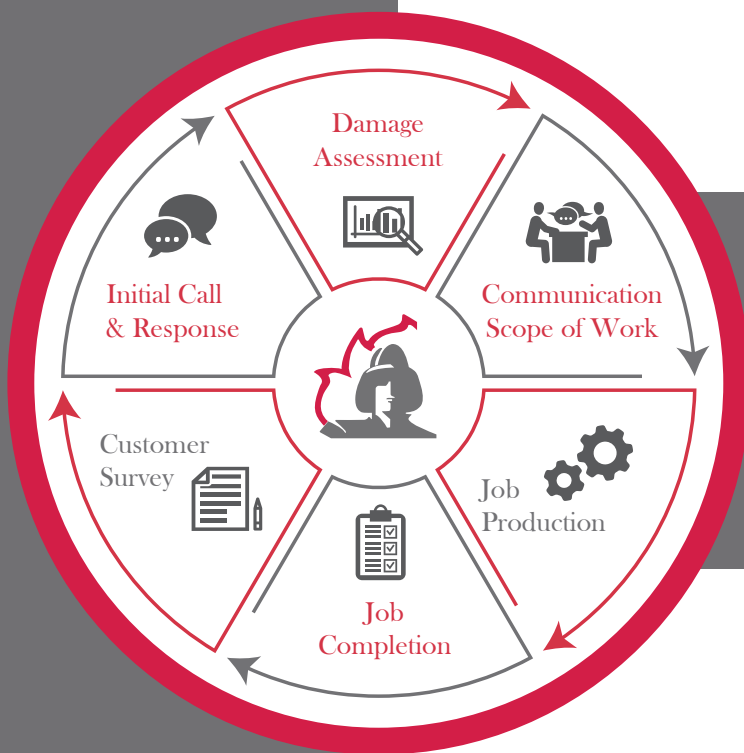 Damage
Assessment
Communication
Scope of Work
Job
Production
Job
Completion
Customer
Survey
Initial Call
& Response